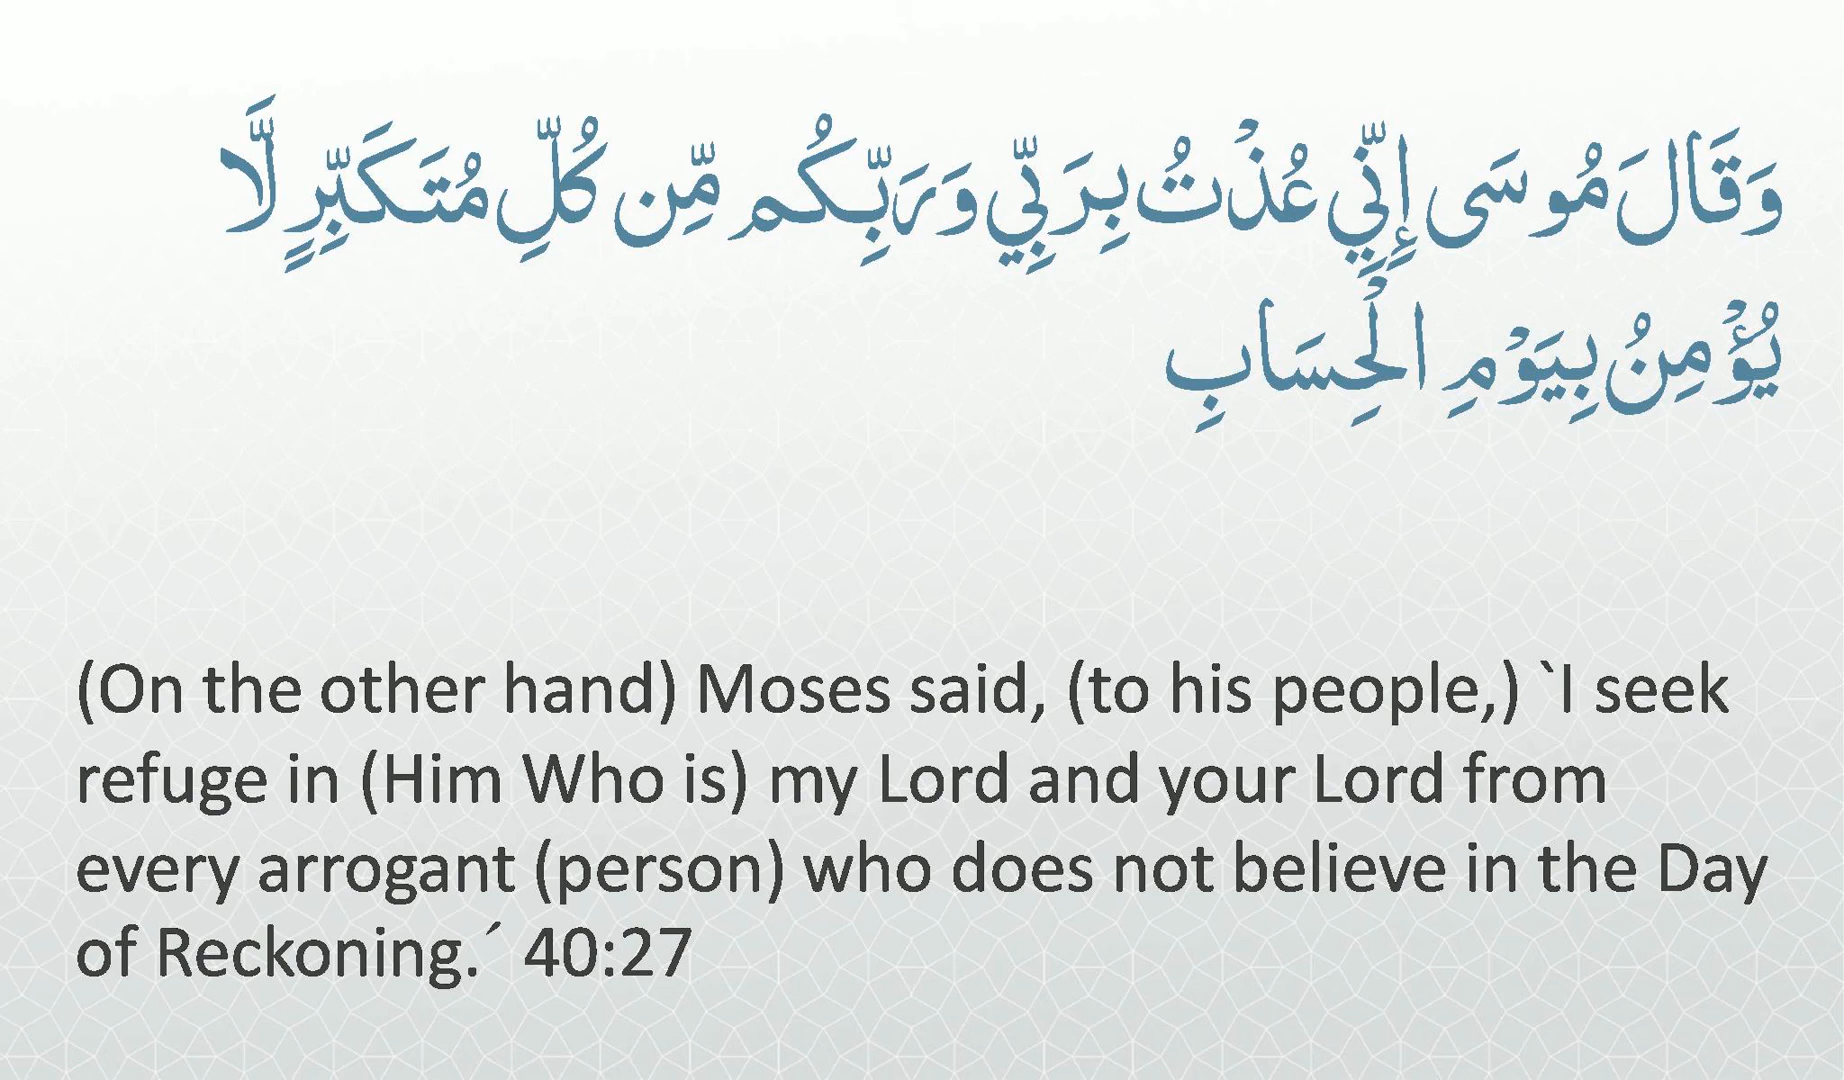 وَقَالَ مُوسَى إِنِّي عُذْتُ بِرَبِّي وَرَبِّكُم مِّن كُلِّ مُتَكَبِّرٍ لَّا
يُؤْمِنُ بِيَوْمِ الْحِسَابِ
(On the other hand) Moses said, (to his people,) `I seek
refuge in (Him Who is) my Lord and your Lord from
every arrogant (person) who does not believe in the Day
of Reckoning.´ 40:27